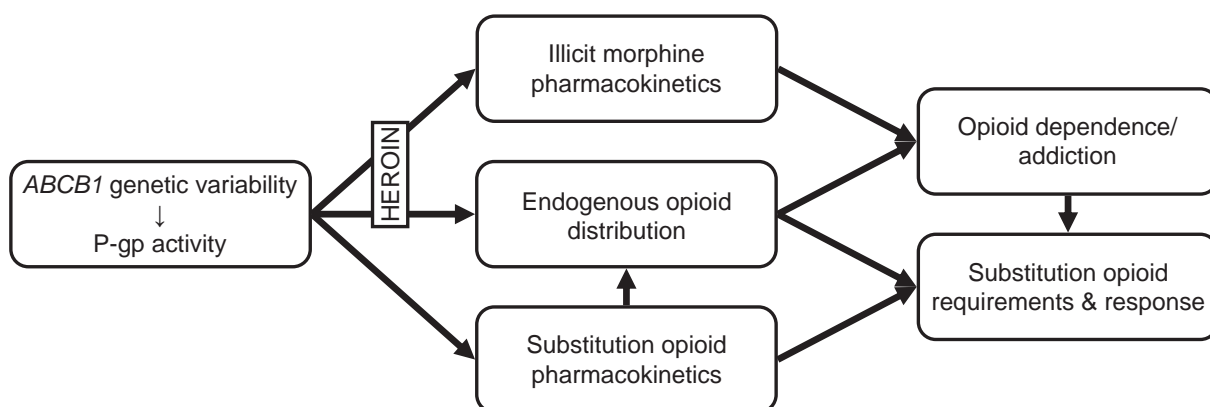 ABCB1 genetic variability
↓
P-gp activity
HEROIN
Illicit morphine
pharmacokinetics
Endogenous opioid
distribution
Substitution opioid
pharmacokinetics
Opioid dependence/
addiction
Substitution opioid
requirements & response